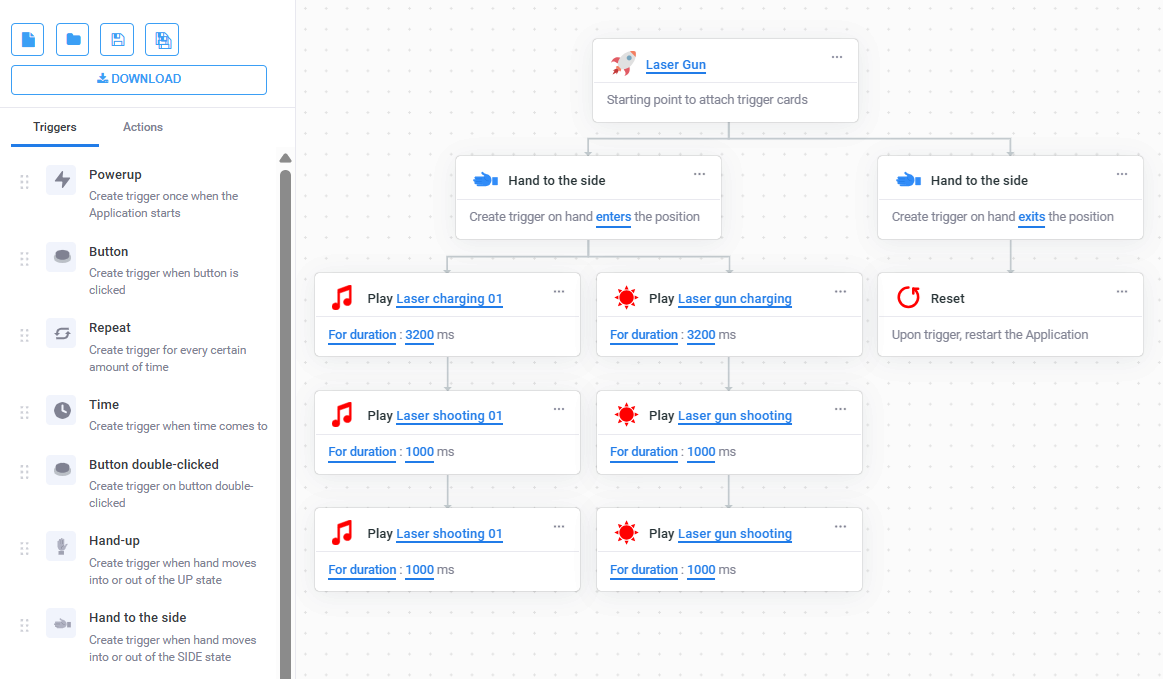 DOWNLOAD
Triggers
Actions
Powerup
Create trigger once when the
Application starts
Button
Create trigger when button is
clicked
Repeat
Create trigger for every certain
amount of time
Time
Create trigger when time comes to
Button double-clicked
Create trigger on button double-
clicked
Hand-up
Create trigger when hand moves
into or out of the UP state
Hand to the side
Create trigger when hand moves
into or out of the SIDE state
Laser Gun
Starting point to attach trigger cards
Hand to the side
Create trigger on hand enters the position
Hand to the side
Create trigger on hand exits the position
Play Laser charging 01
For duration : 3200 ms
Play Laser gun charging
For duration : 3200 ms
Reset
Upon trigger, restart the Application
Play Laser shooting 01
For duration : 1000 ms
Play Laser gun shooting
For duration : 1000 ms
Play Laser shooting 01
For duration : 1000 ms
Play Laser gun shooting
For duration : 1000 ms